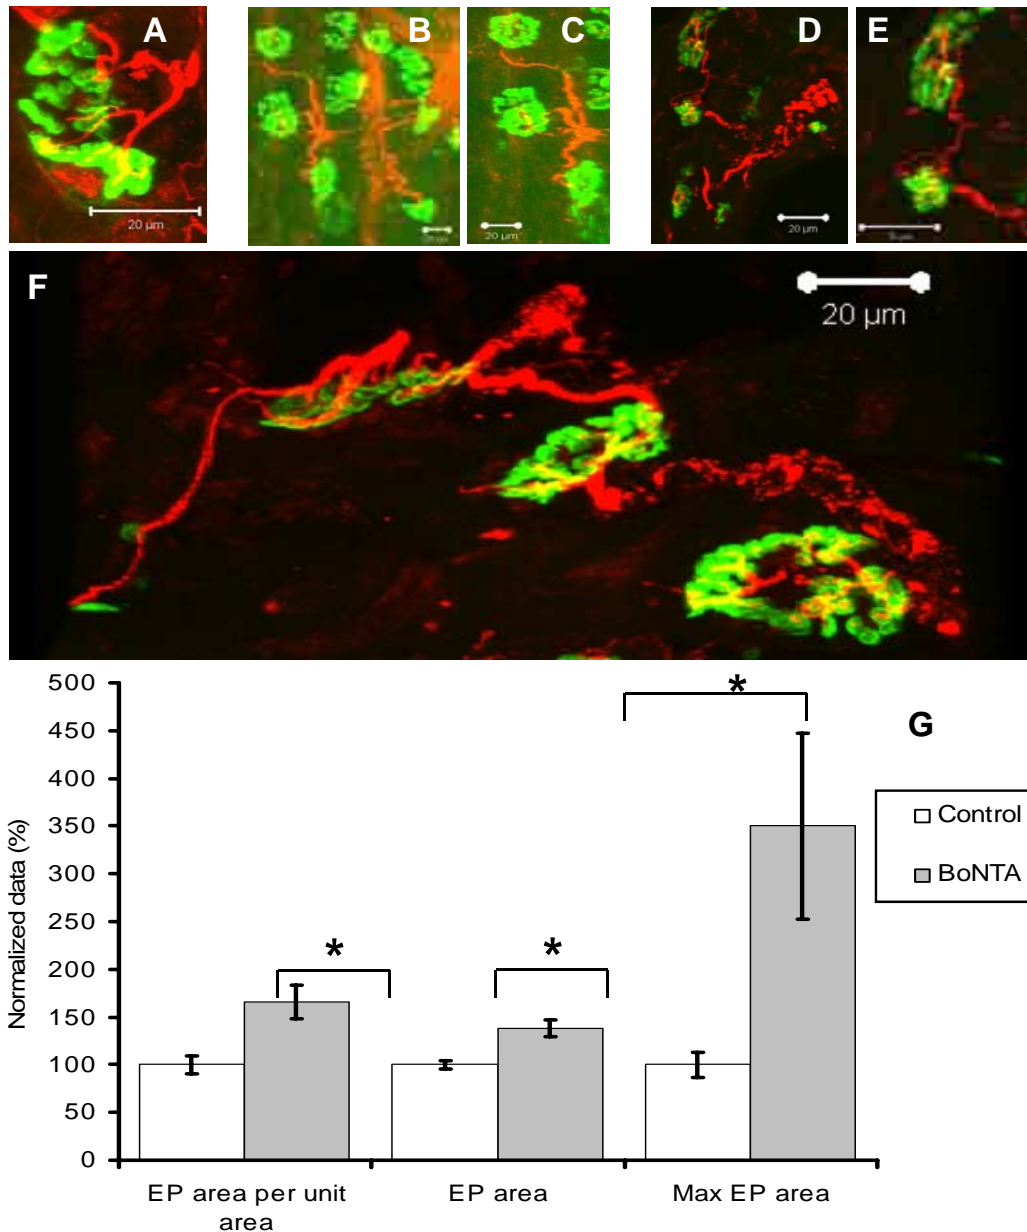 A
B
C
D
E
20 µm
20 µm
20 µm
F
20 µm
500
450
400
350
300
250
200
150
100
50
0
Normalized data (%)
*
*
*
G
Control
BoNTA
EP area per unit
area
EP area
Max EP area